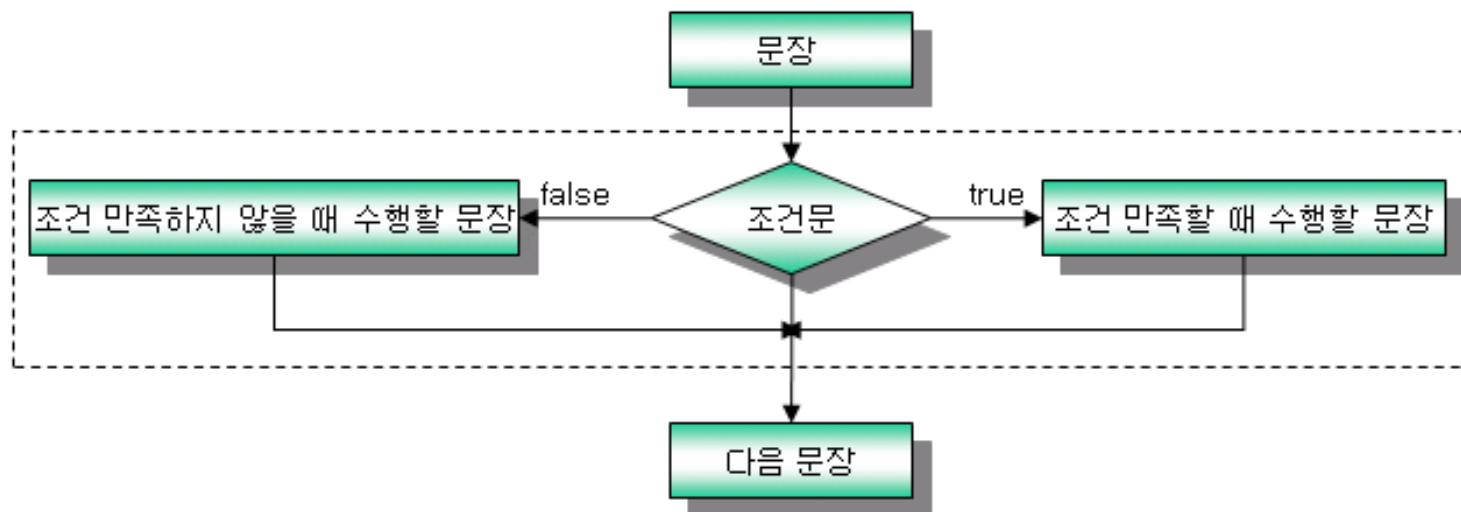 문장
false
true
조건 만족하지 않을 때 수행할 문장
조건문
조건 만족할 때 수행할 문장
다음 문장